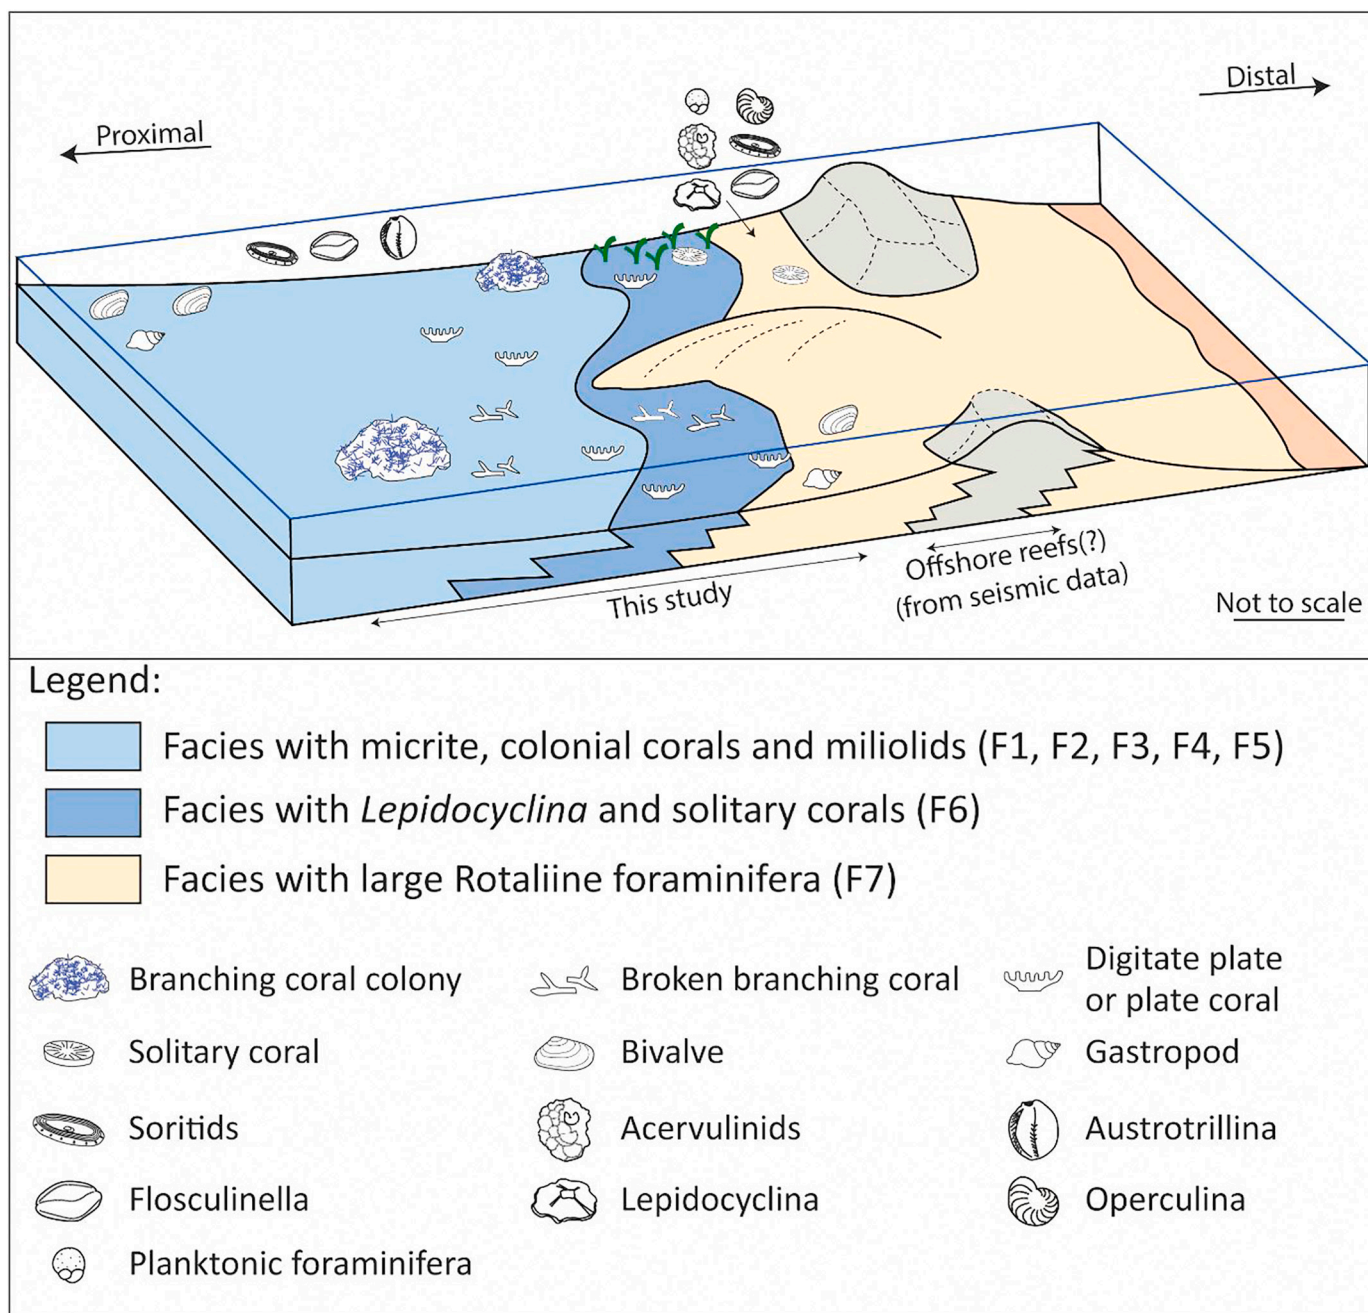 Proximal
Distal
This study
Offshore reefs(?)
(from seismic data)
Not to scale
Legend:
Facies with micrite, colonial corals and miliolids (F1, F2, F3, F4, F5)
Facies with Lepidocyclina and solitary corals (F6)
Facies with large Rotaliine foraminifera (F7)
Branching coral colony
Broken branching coral
Digitate plate
or plate coral
Solitary coral
Bivalve
Gastropod
Soritids
Acervulinids
Austrotrillina
Flosculinella
Lepidocyclina
Operculina
Planktonic foraminifera